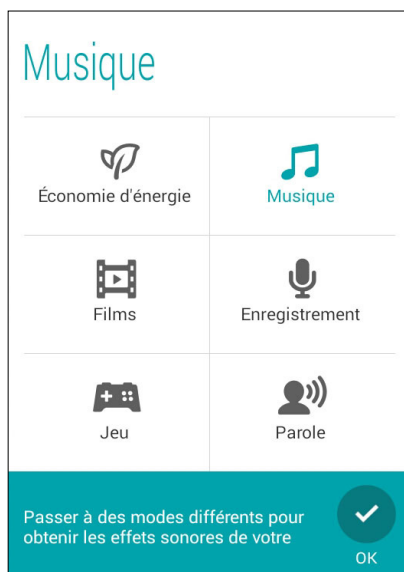 Musique
Économie d'énergie
Musique
Films
Enregistrement
Jeu
Parole
Passer à des modes différents pour
obtenir les effets sonores de votre
OK